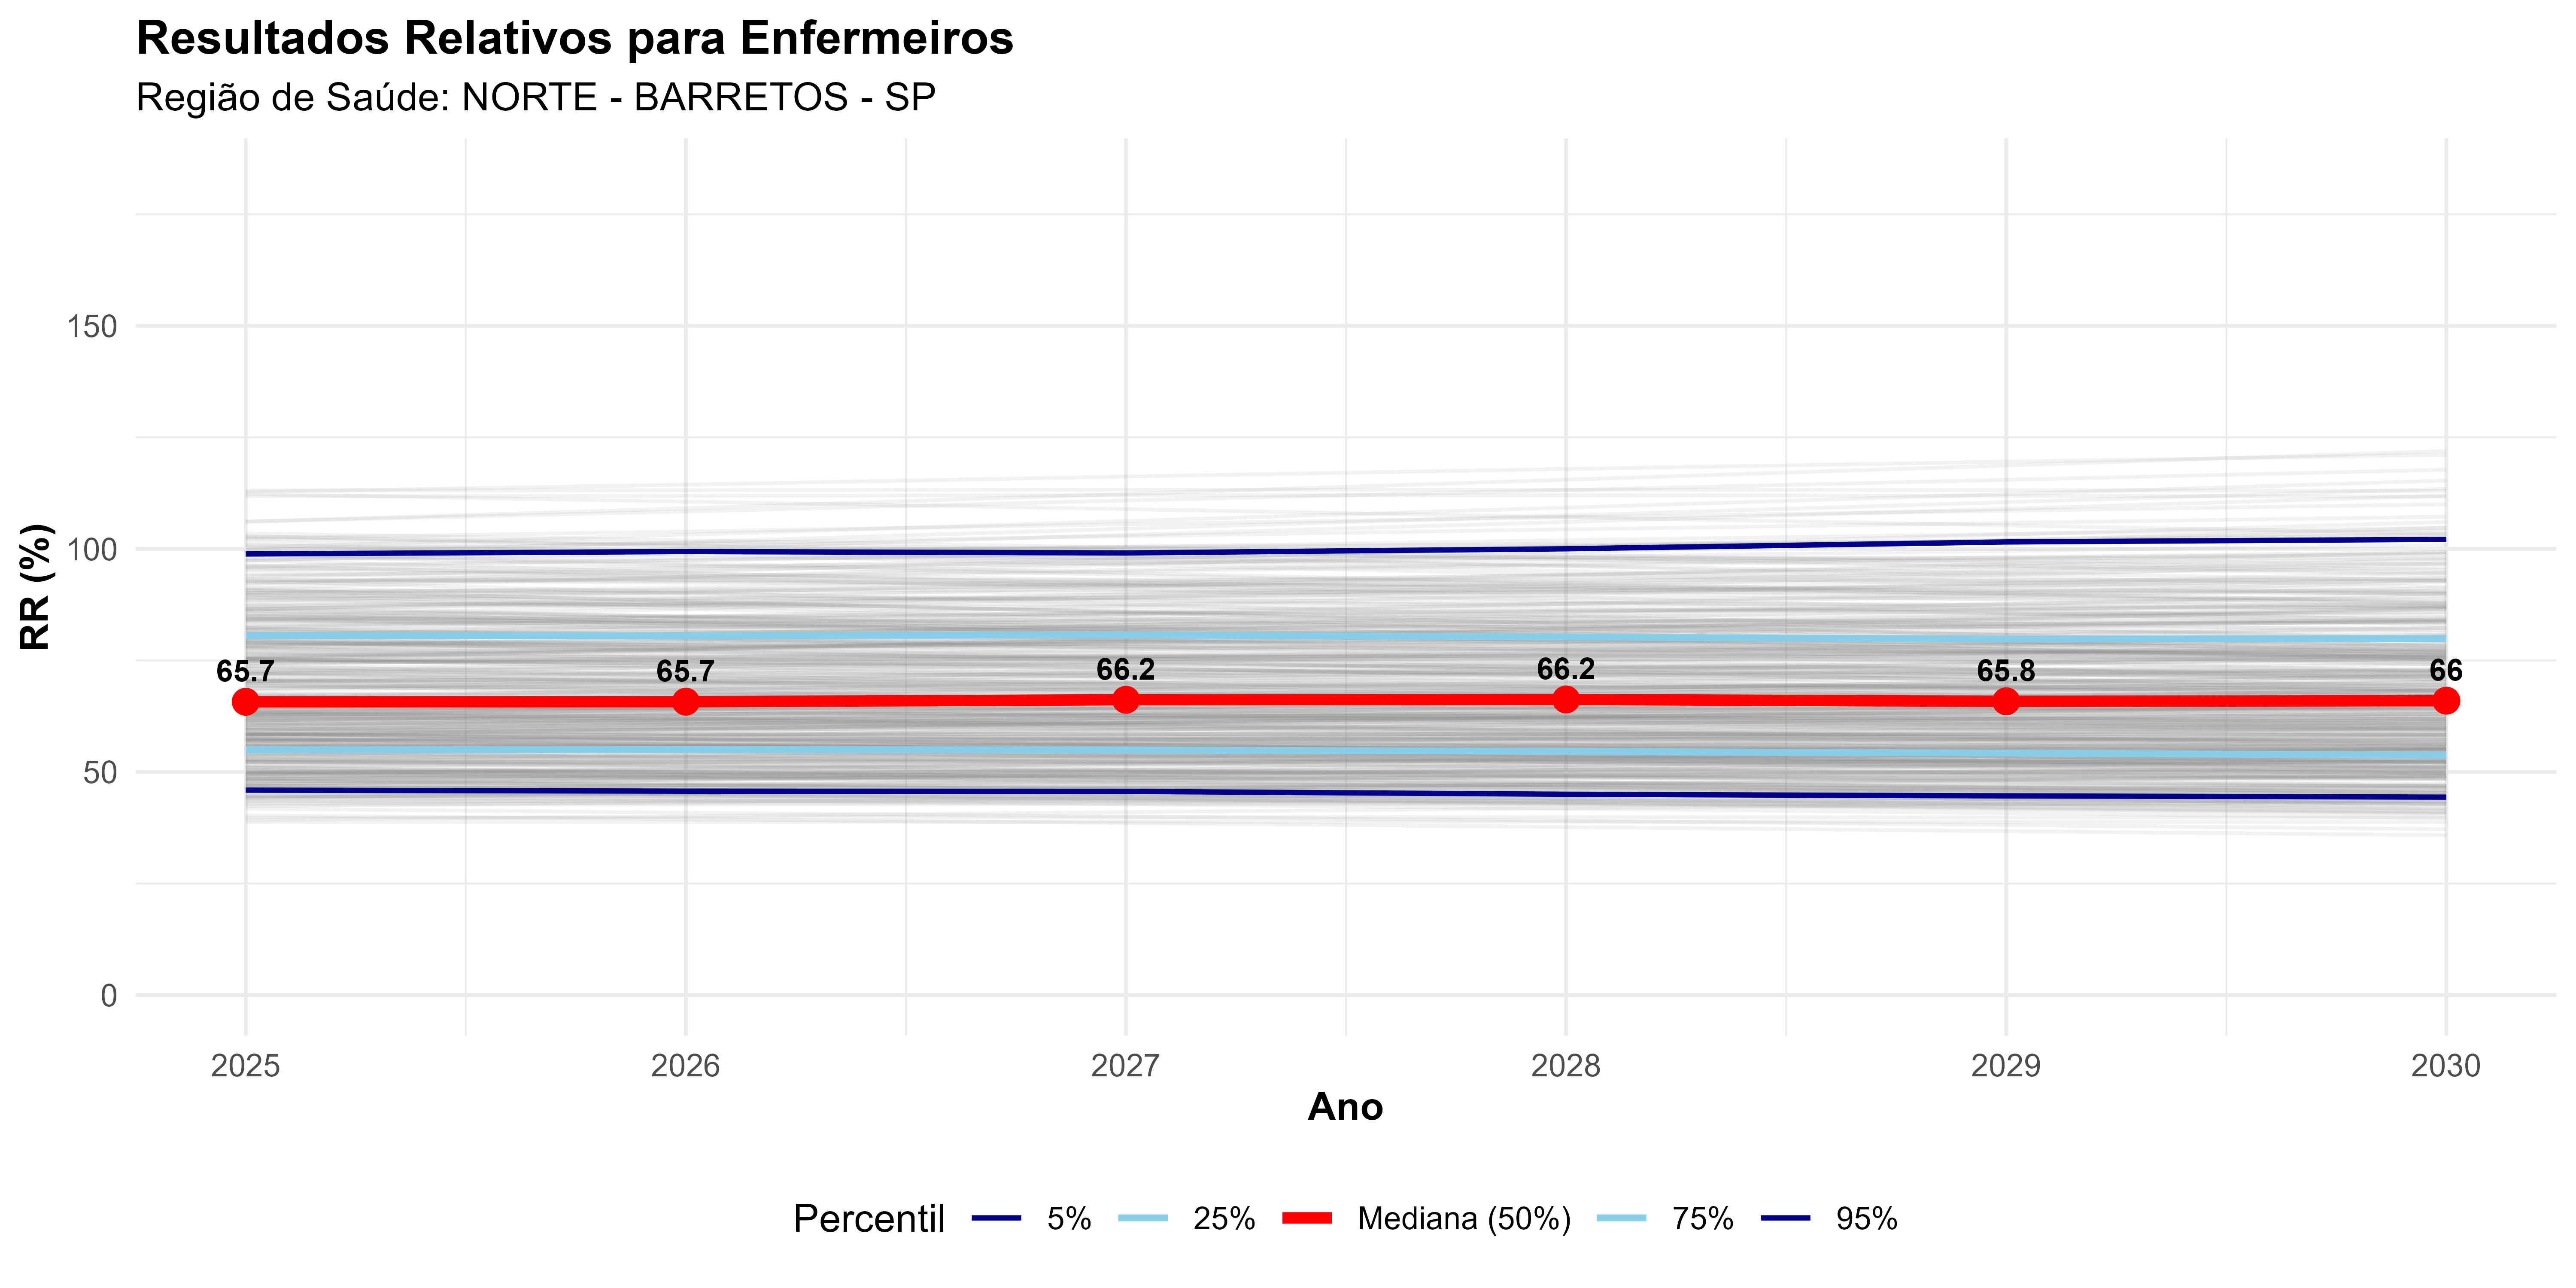 Resultados Relativos para Enfermeiros
Região de Saúde: NORTE - BARRETOS - SP
RR (%)
150
100
50
0
65.7 65.7 66.2 66.2 65.8 66
2025 2026 2027 2028 2029 2030
Ano
Percentil 5% 25% Mediana (50%) 75% 95%